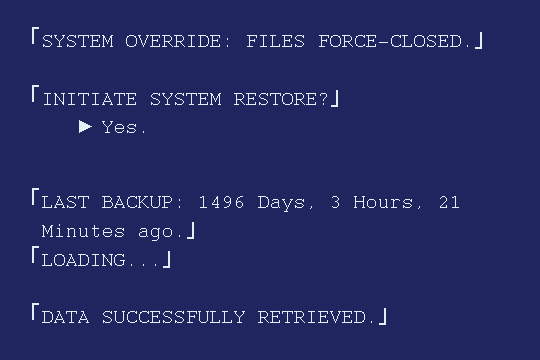 「SYSTEM OVERRIDE: FILES FORCE-CLOSED.」
「INITIATE SYSTEM RESTORE?」
► Yes.
「LAST BACKUP: 1496 Days, 3 Hours, 21
Minutes ago.」
「LOADING...」
「DATA SUCCESSFULLY RETRIEVED.」